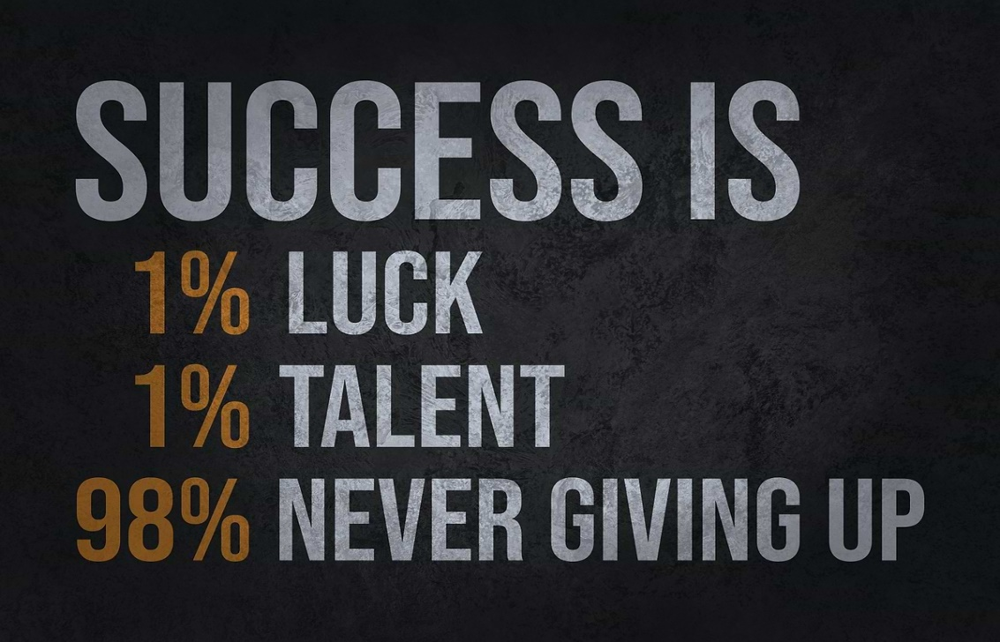 SUCCESS IS
1% LUCK
1% TALENT
98% NEVER GIVING UP